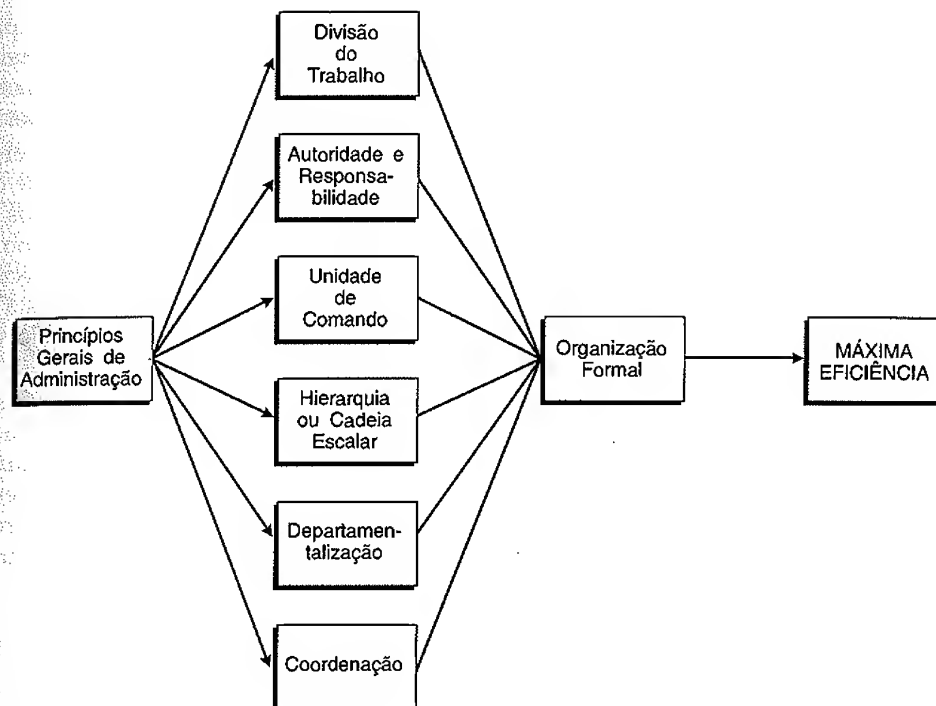 Divisão
do
Trabalho
Autoridade e
Responsa-
bilidade
Unidade
de
Comando
Princípios
Gerais de
Administração
Organização
Formal
MÁXIMA
EFICIÊNCIA
Hierarquia
ou Cadeia
Escalar
Departamen-
talização
Coordenação